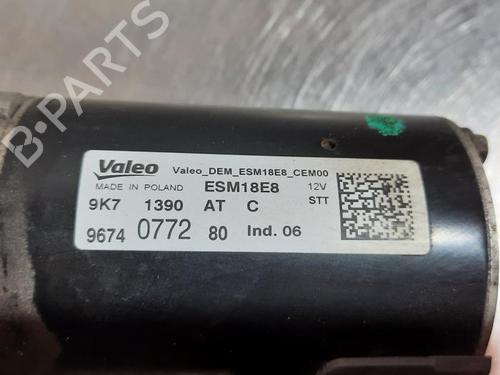 B-PARTS
Valeo Valeo_DEM_ESM18E8_CEM00
MADE IN POLAND ESM18E8 12V
9K7 1390 AT C STT
9674 0772 80 Ind. 06